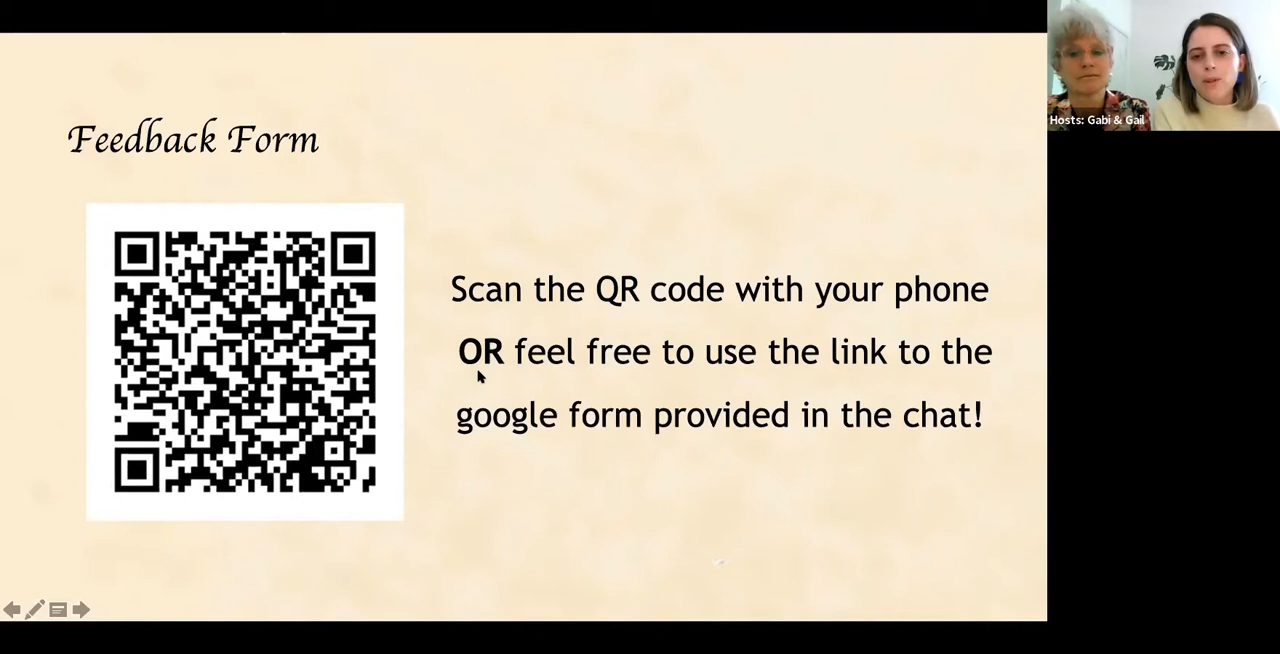 Feedback Form
Scan the QR code with your phone
OR feel free to use the link to the
google form provided in the chat!
Hosts: Gabi & Gail